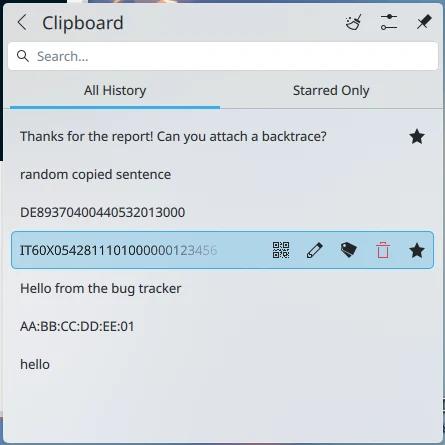 Clipboard
Search...
All History
Starred Only
Thanks for the report! Can you attach a backtrace?
random copied sentence
DE89370400440532013000
IT60X0542811101000000123456
Hello from the bug tracker
AA:BB:CC:DD:EE:01
hello